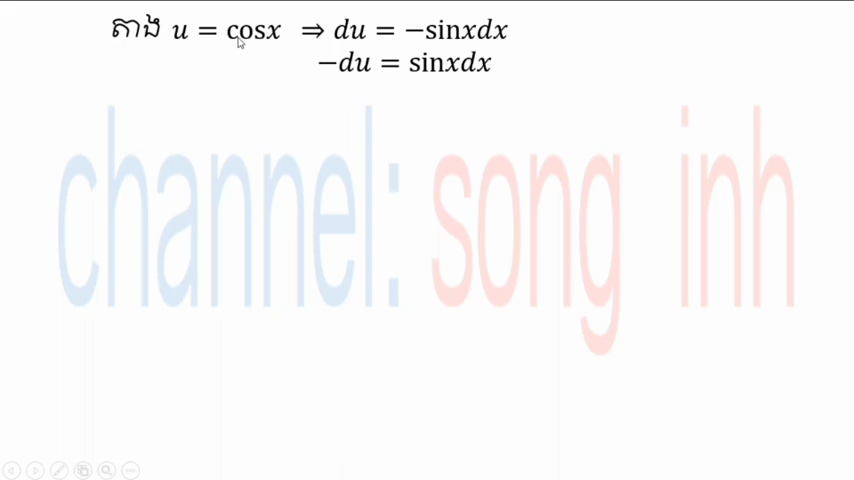 តាង u = cosx ⇒ du = −sinxdx
−du = sinxdx
channel: song inh